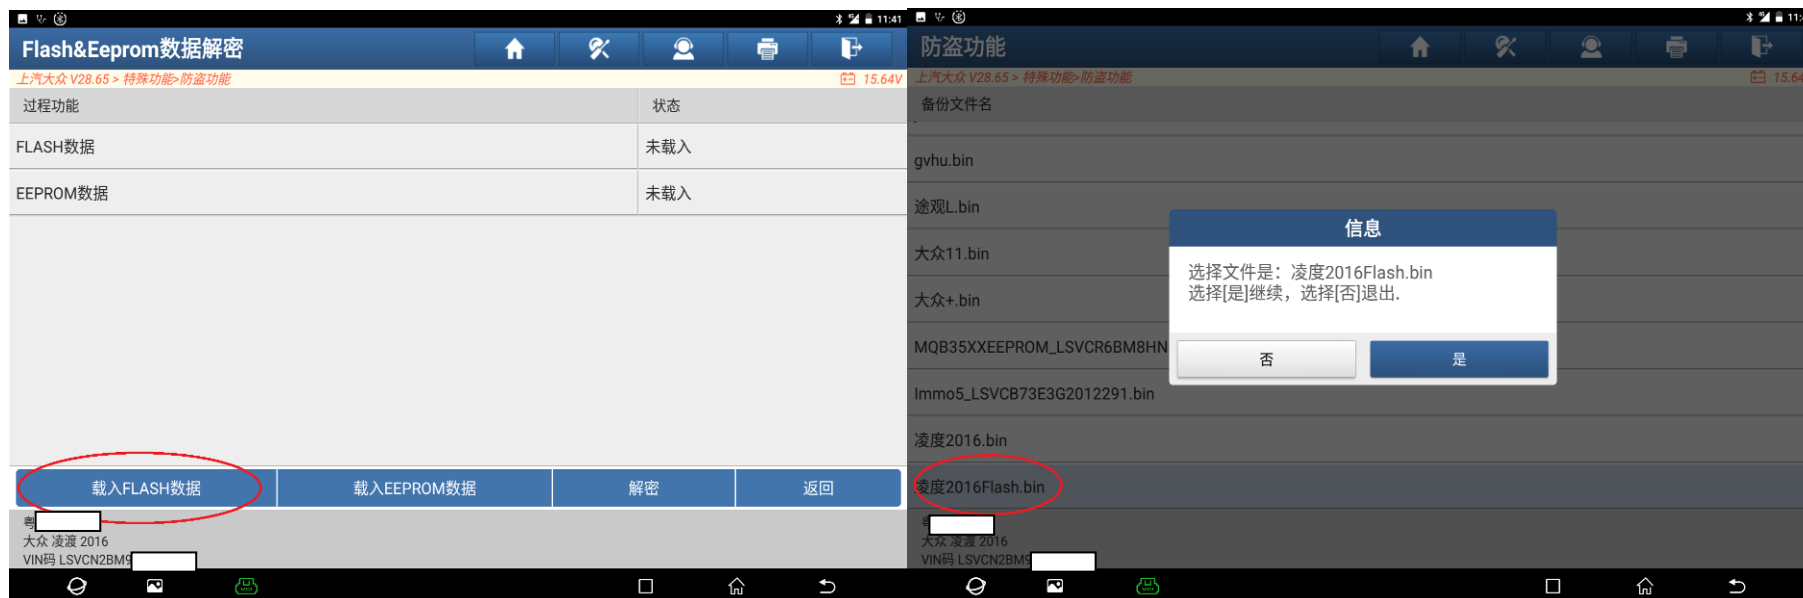 11:41
Flash&Eeprom数据解密
上汽大众 V28.65 > 特殊功能>防盗功能
15.64V
过程功能
状态
FLASH数据
未载入
EEPROM数据
未载入
载入FLASH数据
载入EEPROM数据
解密
返回
粤
大众 凌渡 2016
VIN码 LSVCN2BM9
VCI
11:
防盗功能
上汽大众 V28.65 > 特殊功能>防盗功能
15.64
备份文件名
gvhu.bin
途观L.bin
大众11.bin
大众+.bin
MQB35XXEEPROM_LSVCR6BM8HN
Immo5_LSVCB73E3G2012291.bin
凌度2016.bin
凌度2016Flash.bin
信息
选择文件是：凌度2016Flash.bin
选择[是]继续，选择[否]退出.
否
是
大众 凌渡 2016
VIN码 LSVCN2BM9
VCI